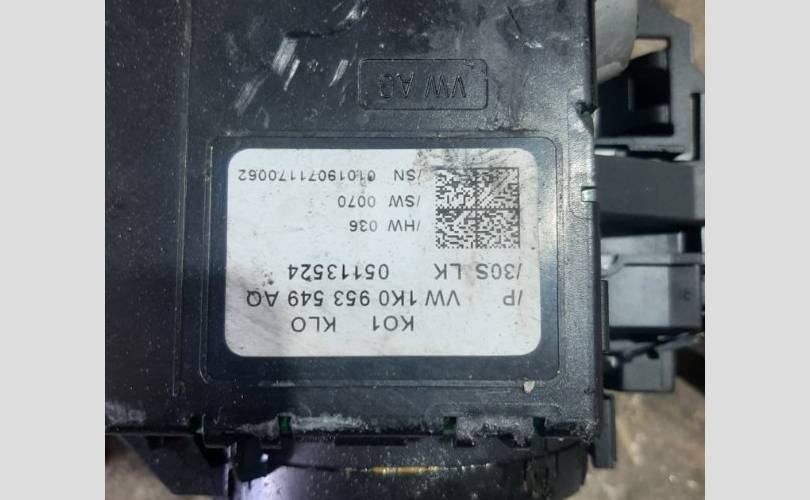 KO1 KLO
/P VW 1K0 953 549 AQ
/30S LK 05113524
/HW 036
/SW 0070
/SN 01019071170062
VW AG